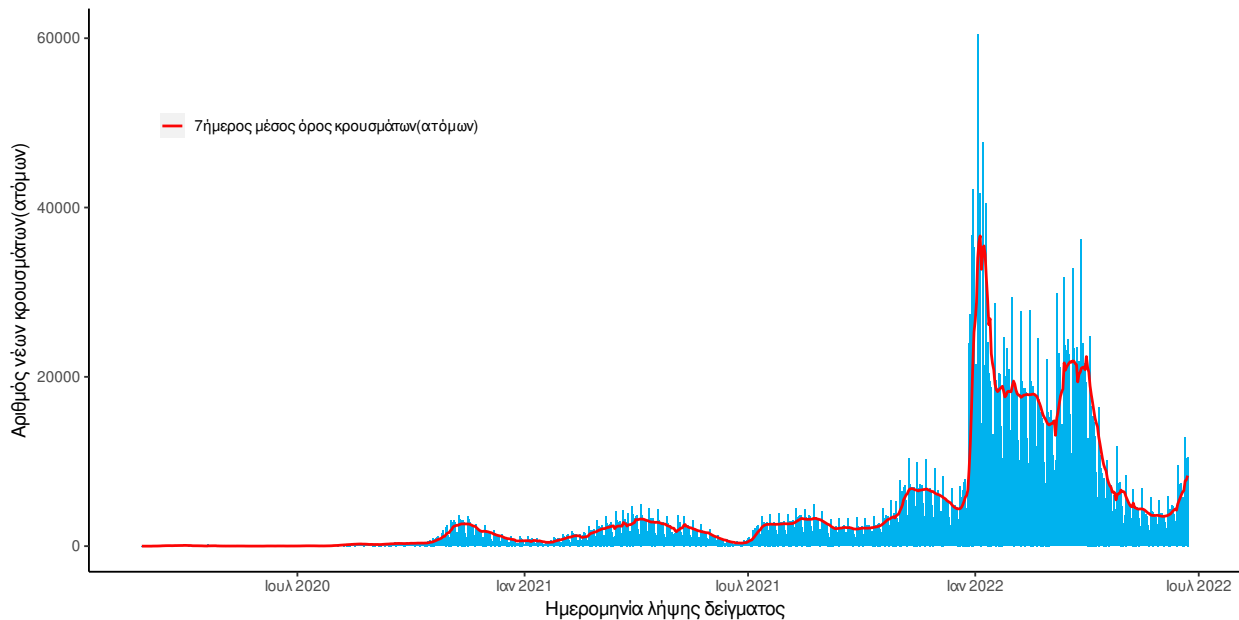 Αριθμός νέων κρουσμάτων(ατόμων)
60000
40000
20000
0
7ήμερος μέσος όρος κρουσμάτων(ατόμων)
Ιουλ 2020
Ιαν 2021
Ιουλ 2021
Ιαν 2022
Ιουλ 2022
Ημερομηνία λήψης δείγματος